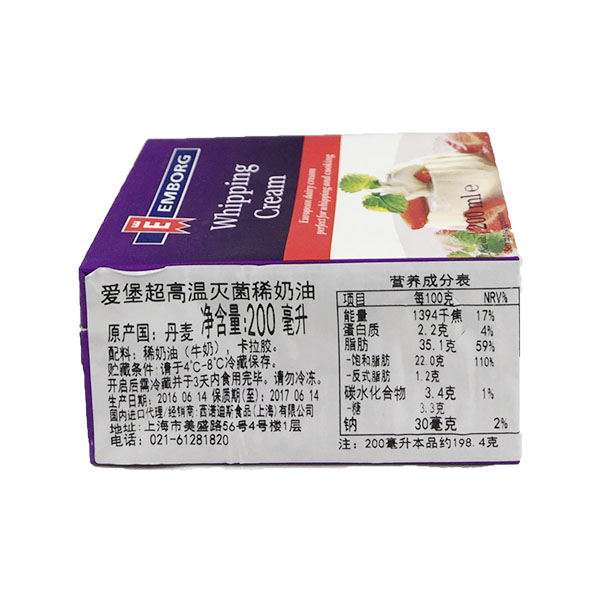 EMBORG
Whipping
Cream
European dairy cream
perfect for whipping and cooking
200ml e
爱堡超高温灭菌稀奶油
原产国：丹麦 净含量:200 毫升
配料：稀奶油（牛奶），卡拉胶。
贮藏条件:请于4℃-8℃冷藏保存。
开启后需冷藏并于3天内食用完毕。请勿冷冻。
生产日期：2016 06 14 保质期（至）：2017 06 14
国内进口代理/经销商:西诺迪斯食品(上海)有限公司
地址:上海市美盛路56号4号楼1层
电话：021-61281820
营养成分表
项目 每100克 NRV%
能量 1394千焦 17%
蛋白质 2.2克 4%
脂肪 35.1克 59%
-饱和脂肪 22.0克 110%
-反式脂肪 1.2克
碳水化合物 3.4克 1%
-糖 3.3克
钠 30毫克 2%
注：200毫升本品约198.4克